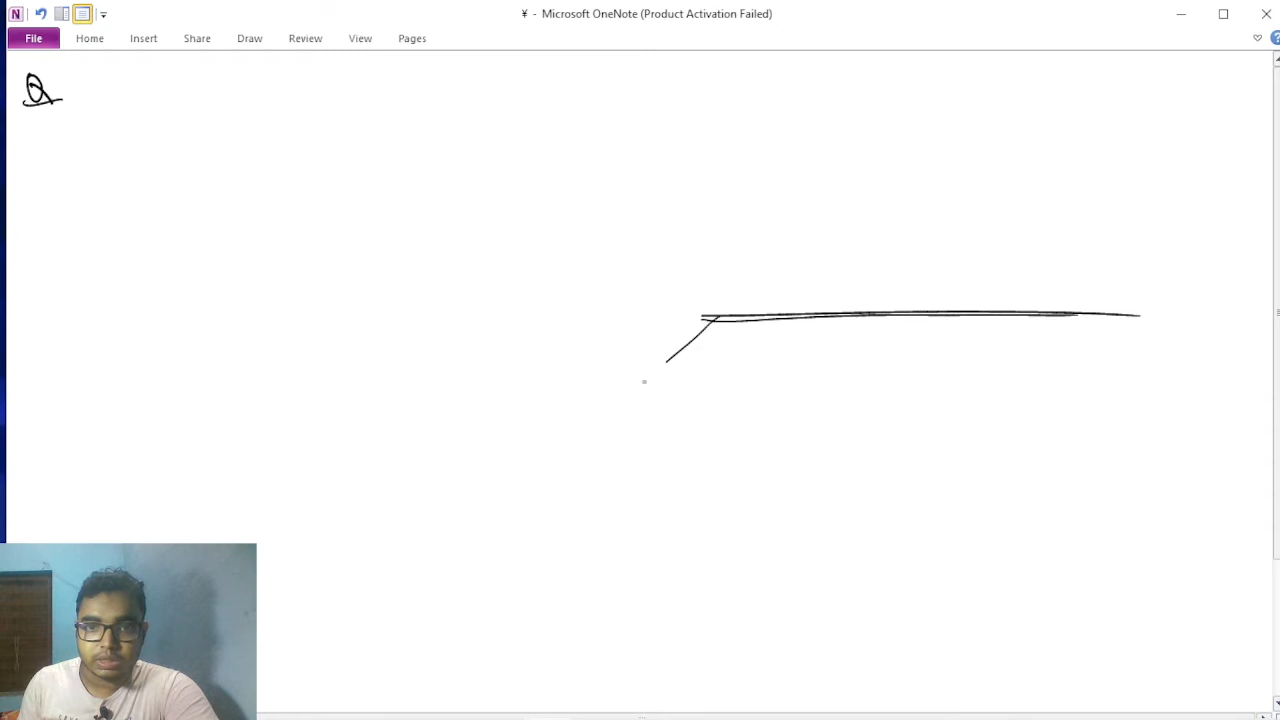 ¥ - Microsoft OneNote (Product Activation Failed)
File Home Insert Share Draw Review View Pages
Q